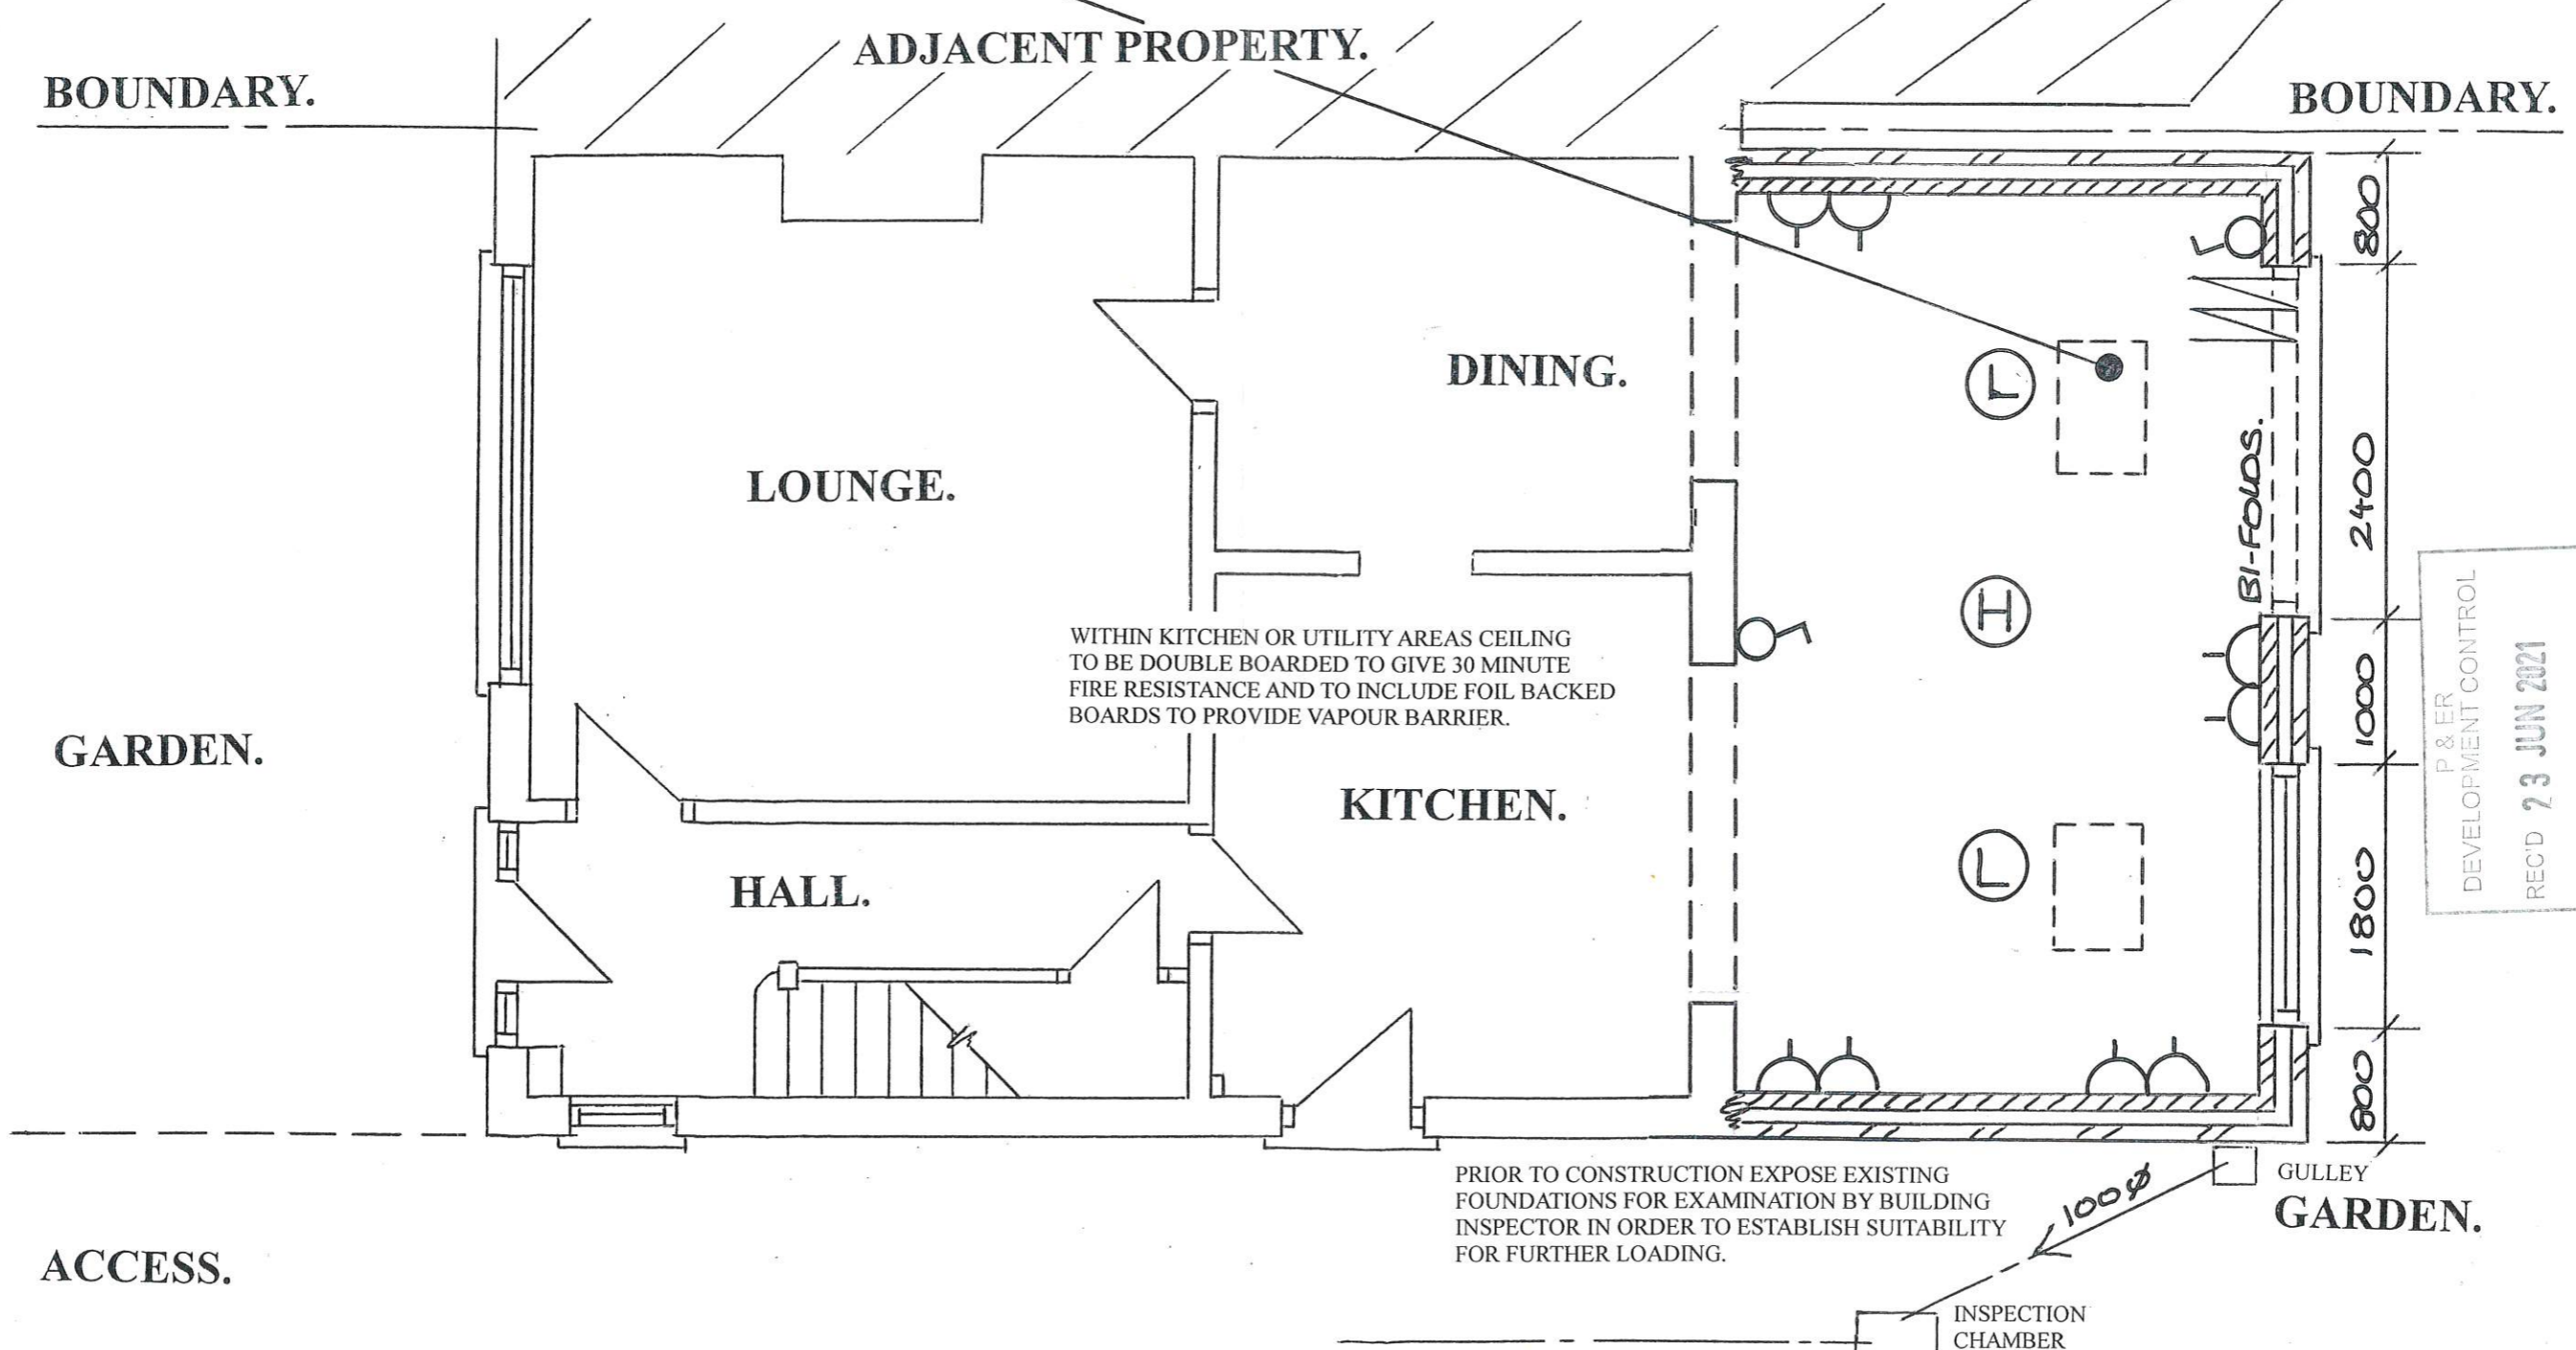 ADJACENT PROPERTY.
BOUNDARY.
BOUNDARY.
800
DINING.
L
LOUNGE.
BI-FOLDS.
2400
H
WITHIN KITCHEN OR UTILITY AREAS CEILING
TO BE DOUBLE BOARDED TO GIVE 30 MINUTE
FIRE RESISTANCE AND TO INCLUDE FOIL BACKED
BOARDS TO PROVIDE VAPOUR BARRIER.
1000
P & ER
DEVELOPMENT CONTROL
REC'D 23 JUN 2021
GARDEN.
KITCHEN.
HALL.
L
1800
800
PRIOR TO CONSTRUCTION EXPOSE EXISTING
FOUNDATIONS FOR EXAMINATION BY BUILDING
INSPECTOR IN ORDER TO ESTABLISH SUITABILITY
FOR FURTHER LOADING.
100φ
GULLEY
GARDEN.
ACCESS.
INSPECTION
CHAMBER